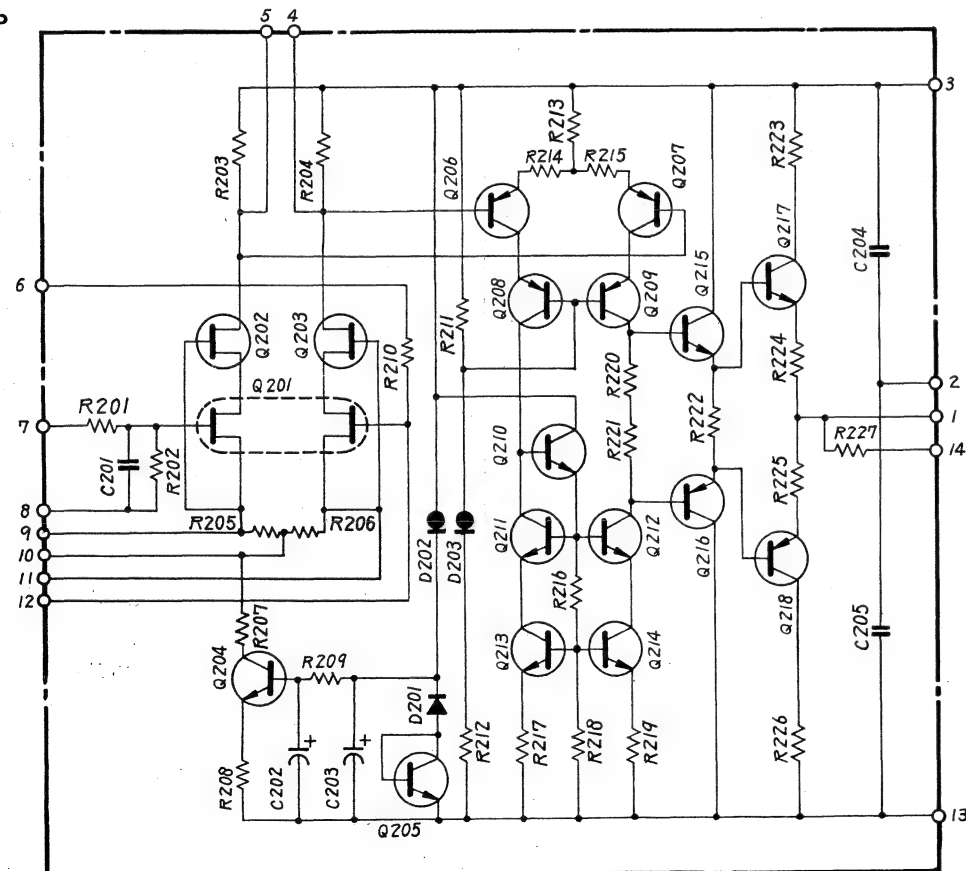 P
5 4
3
R213
R214 R215
R203
R204
Q206
Q207
R223
Q217
C204
6
Q208
Q209
Q215
R211
Q202
Q203
R210
R220
R224
Q201
2
R201
7
1
R227
14
C201
R202
Q210
R221
R222
R225
8
R205 R206
9
D202
D203
Q211
Q212
Q216
10
11
12
R216
Q218
C205
R207
Q204
R209
Q213
Q214
D201
R208
C202
+
C203
+
R212
R217
R218
R219
R226
Q205
13